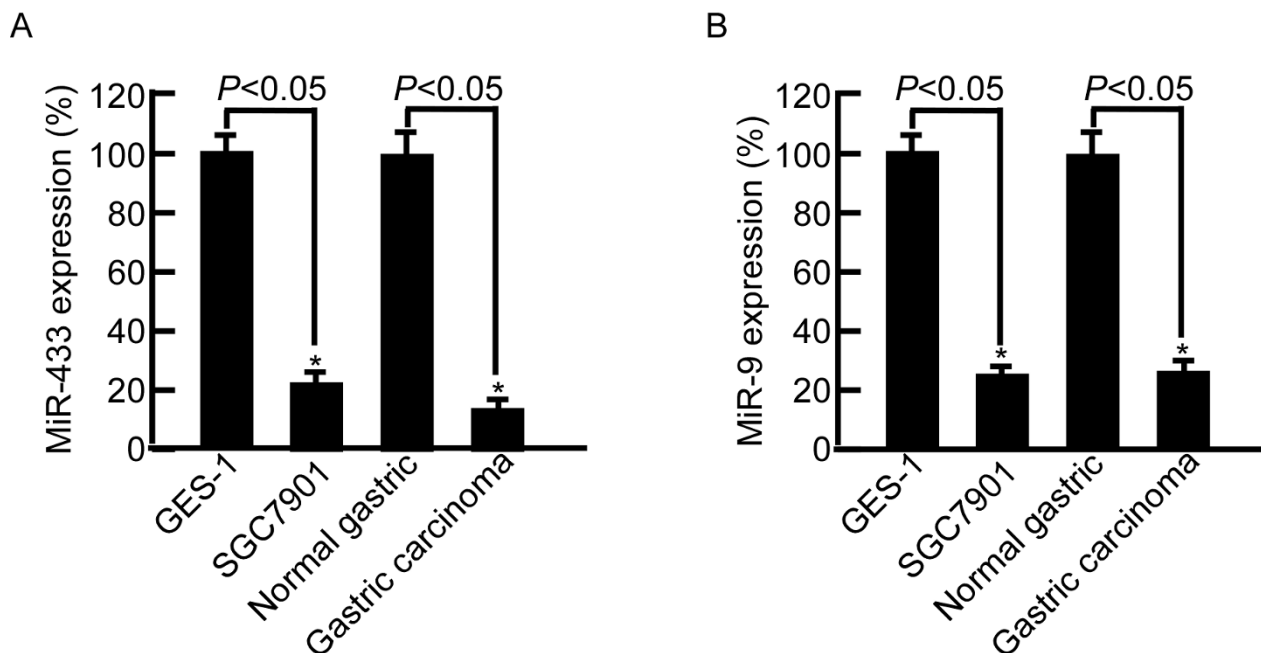 A
P<0.05
P<0.05
MiR-433 expression (%)
120
100
80
60
40
20
0
*
*
GES-1
SGC7901
Normal gastric
Gastric carcinoma
B
P<0.05
P<0.05
MiR-9 expression (%)
120
100
80
60
40
20
0
*
*
GES-1
SGC7901
Normal gastric
Gastric carcinoma